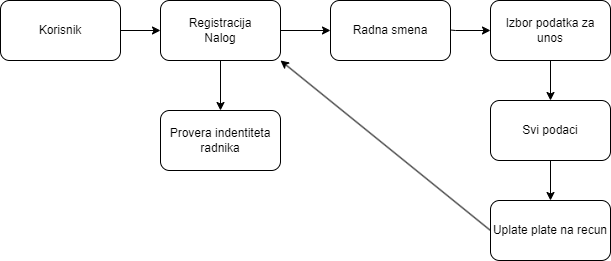 Korisnik
Registracija
Nalog
Radna smena
Izbor podatka za
unos
Provera indentiteta
radnika
Svi podaci
Uplate plate na recun